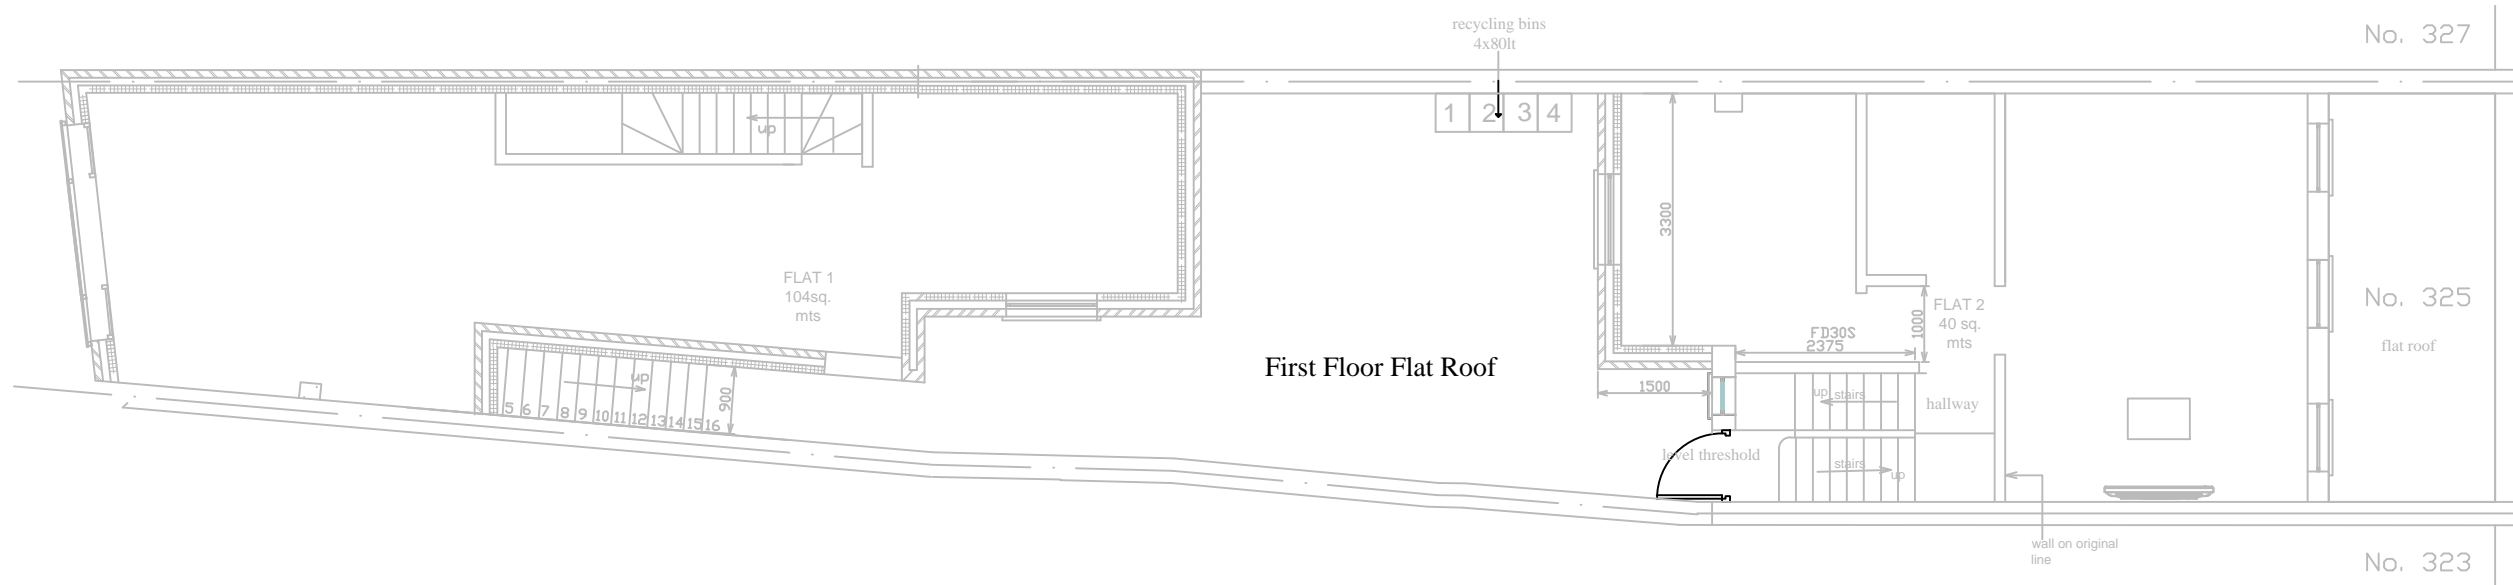 recycling bins
4x80lt
No. 327
1 2 3 4
up
3300
FLAT 1
104sq.
mts
No. 325
FLAT 2
40 sq.
mts
1000
FD30S
2375
flat roof
First Floor Flat Roof
up
900
1500
up stairs
hallway
5 6 7 8 9 10 11 12 13 14 15 16
level threshold
stairs up
wall on original
line
No. 323